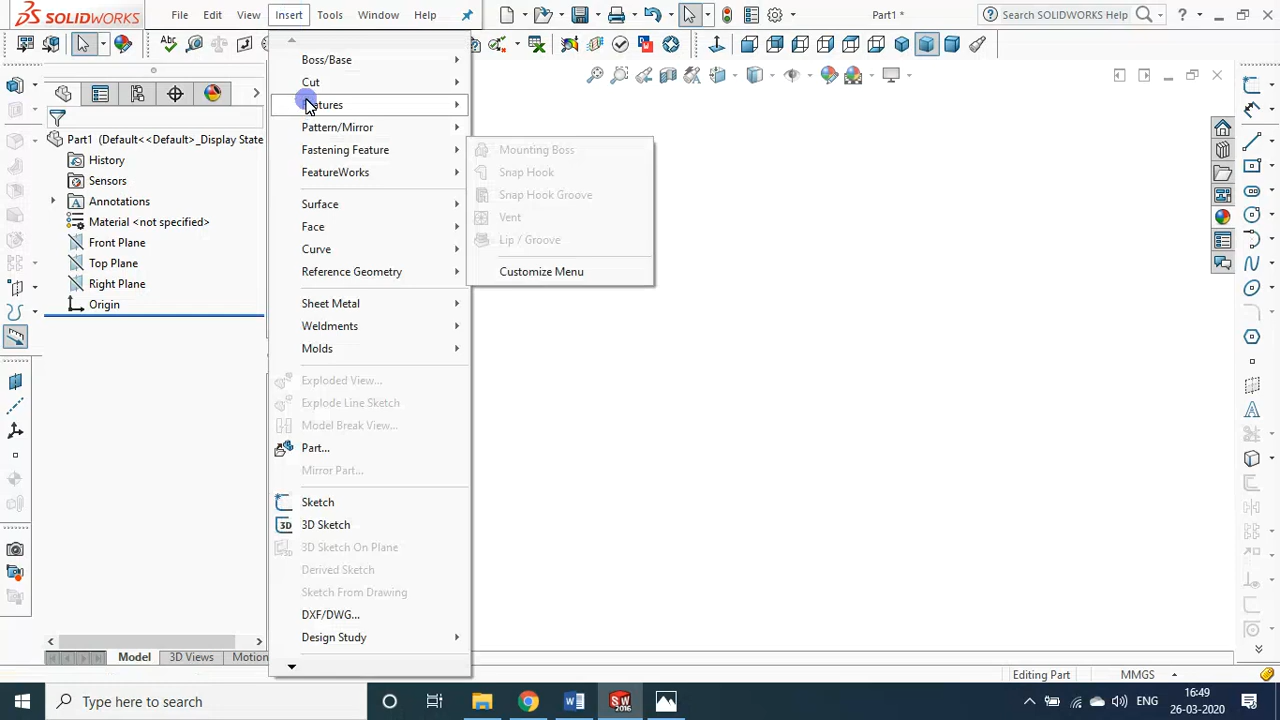 SOLIDWORKS File Edit View Insert Tools Window Help Part1 * Search SOLIDWORKS Help ?
Boss/Base
Cut
Features
Pattern/Mirror
Fastening Feature
FeatureWorks
Surface
Face
Curve
Reference Geometry
Sheet Metal
Weldments
Molds
Exploded View...
Explode Line Sketch
Model Break View...
Part...
Mirror Part...
Sketch
3D Sketch
3D Sketch On Plane
Derived Sketch
Sketch From Drawing
DXF/DWG...
Design Study
Mounting Boss
Snap Hook
Snap Hook Groove
Vent
Lip / Groove
Customize Menu
Part1 (Default<<Default>_Display State
History
Sensors
Annotations
Material <not specified>
Front Plane
Top Plane
Right Plane
Origin
Model 3D Views Motion
Editing Part MMGS
Type here to search
ENG
16:49
26-03-2020